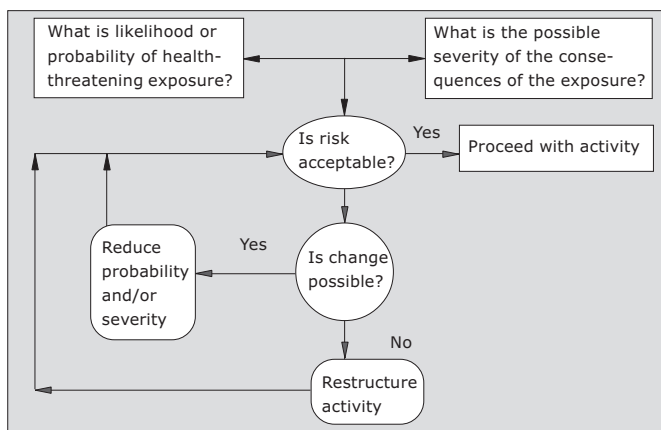 What is likelihood or
probability of health-
threatening exposure?
What is the possible
severity of the conse-
quences of the exposure?
Is risk
acceptable?
Yes
Proceed with activity
Reduce
probability
and/or
severity
Yes
Is change
possible?
No
Restructure
activity